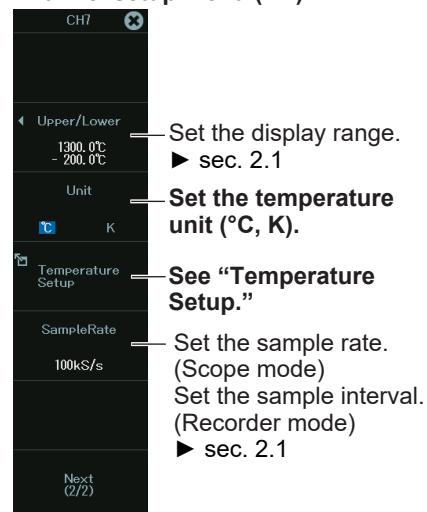 CH7
Upper/Lower
1300.0℃
- 200.0℃
Set the display range.
► sec. 2.1
Unit
℃ K
Set the temperature
unit (°C, K).
Temperature
Setup
See “Temperature
Setup.”
SampleRate
100kS/s
Set the sample rate.
(Scope mode)
Set the sample interval.
(Recorder mode)
► sec. 2.1
Next
(2/2)